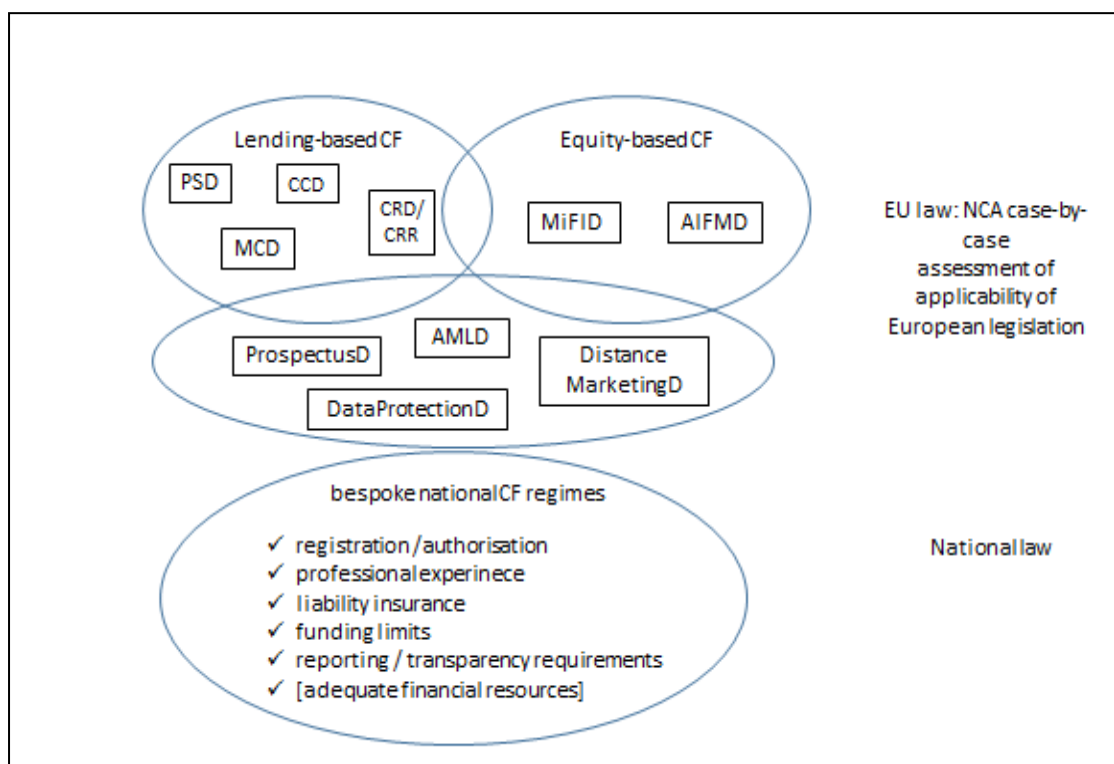 Lending-based CF
Equity-based CF
PSD
CCD
CRD/
CRR
MCD
MiFID
AIFMD
EU law: NCA case-by-
case
assessment of
applicability of
European legislation
ProspectusD
AMLD
Distance
MarketingD
DataProtectionD
bespoke national CF regimes
✓ registration / authorisation
✓ professional experinece
✓ liability insurance
✓ funding limits
✓ reporting / transparency requirements
✓ [adequate financial resources]
National law